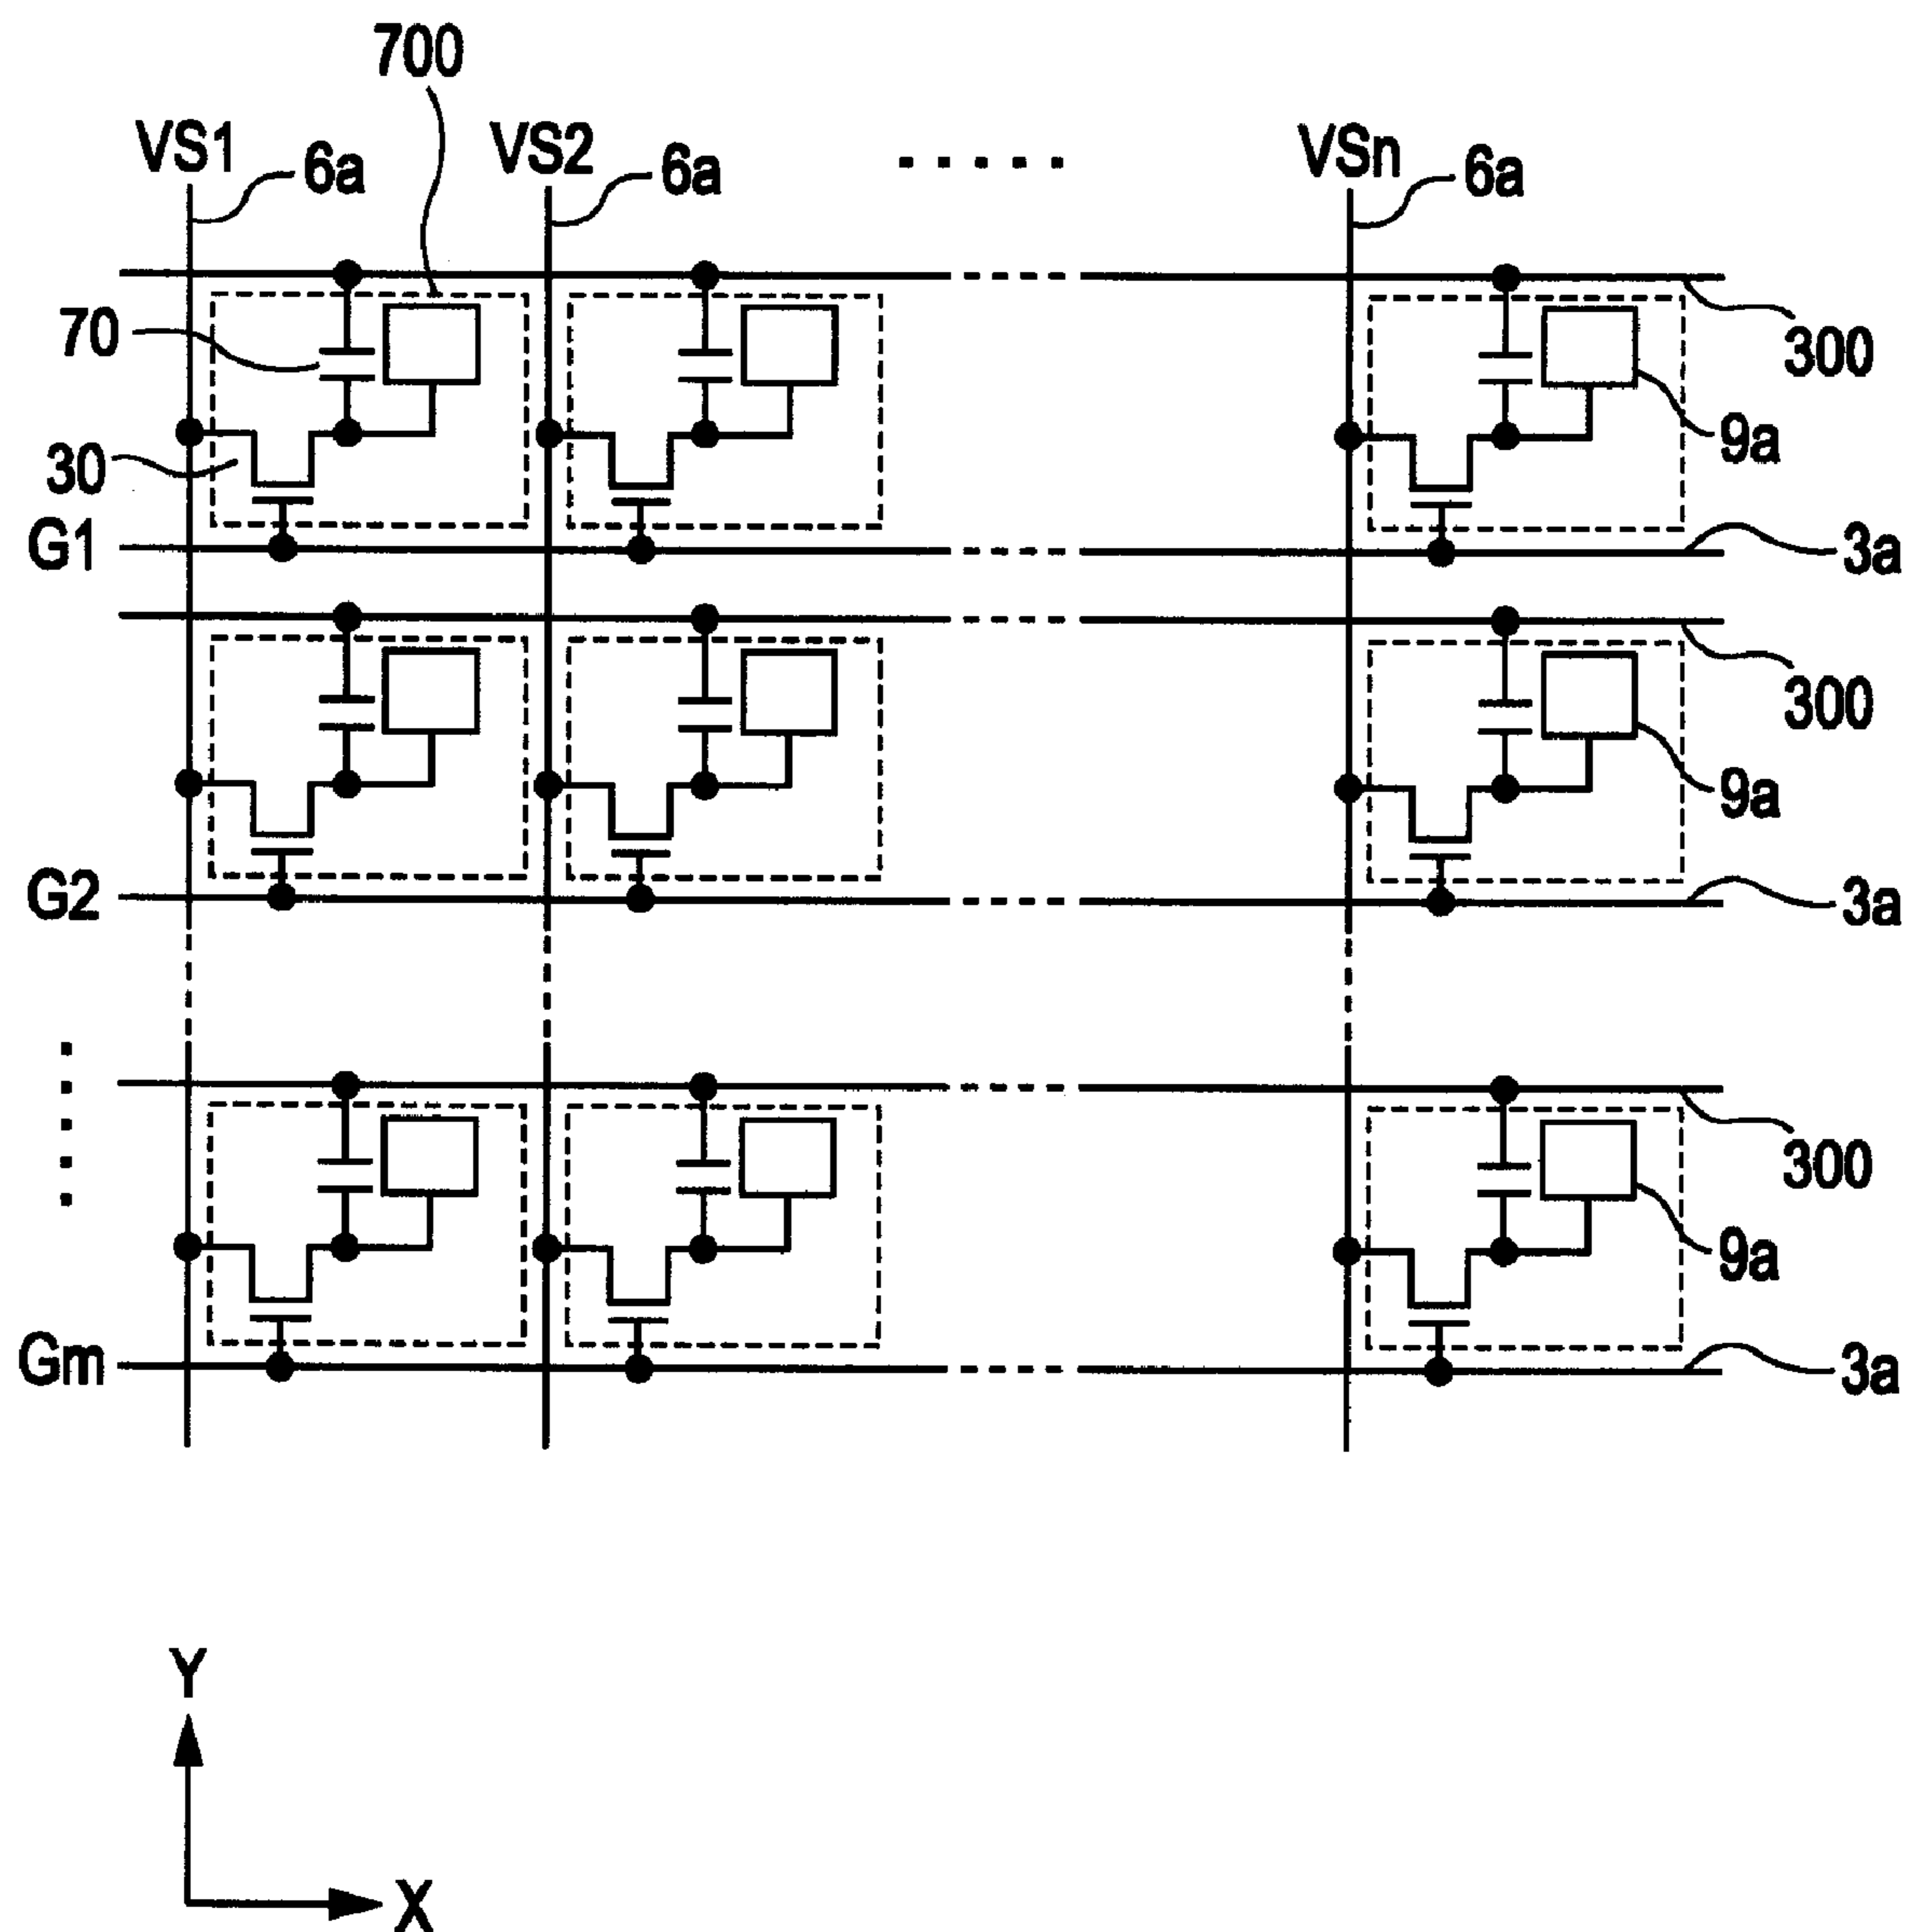 700
VS1 6a VS2 6a ..... VSn 6a
70 300
9a
30
G1 3a
300
9a
G2 3a
300
9a
Gm 3a
Y
X